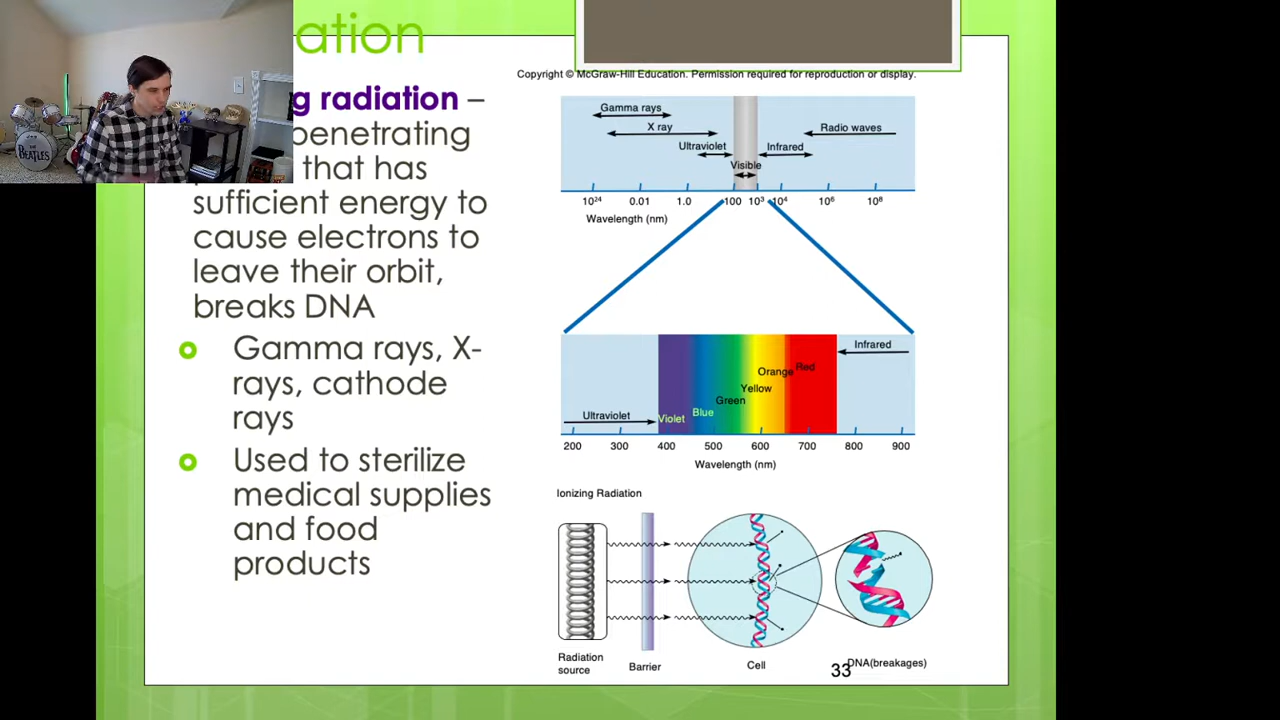 ation
g radiation –
penetrating
that has
sufficient energy to
cause electrons to
leave their orbit,
breaks DNA
Gamma rays, X-
rays, cathode
rays
Used to sterilize
medical supplies
and food
products
Copyright © McGraw-Hill Education. Permission required for reproduction or display.
Gamma rays
X ray
Radio waves
Ultraviolet
Infrared
Visible
10²⁴ 0.01 1.0 100 10³ 10⁴ 10⁶ 10⁸
Wavelength (nm)
Infrared
Red
Orange
Yellow
Green
Blue
Violet
Ultraviolet
200 300 400 500 600 700 800 900
Wavelength (nm)
Ionizing Radiation
Radiation
source
Barrier
Cell
DNA(breakages)
33
THE
BEATLES